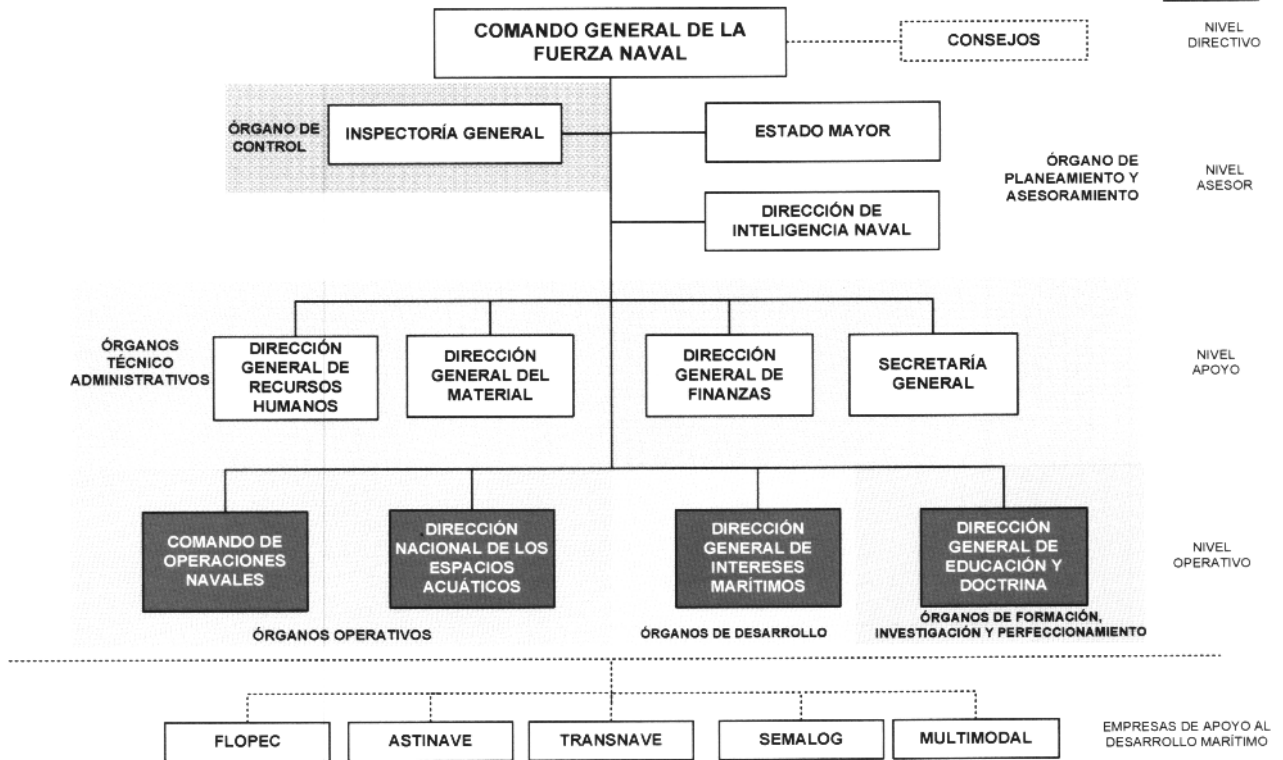 COMANDO GENERAL DE LA
FUERZA NAVAL
CONSEJOS
NIVEL
DIRECTIVO
ÓRGANO DE
CONTROL
INSPECTORÍA GENERAL
ESTADO MAYOR
ÓRGANO DE
PLANEAMIENTO Y
ASESORAMIENTO
NIVEL
ASESOR
DIRECCIÓN DE
INTELIGENCIA NAVAL
ÓRGANOS
TÉCNICO
ADMINISTRATIVOS
DIRECCIÓN
GENERAL DE
RECURSOS
HUMANOS
DIRECCIÓN
GENERAL DEL
MATERIAL
DIRECCIÓN
GENERAL DE
FINANZAS
SECRETARÍA
GENERAL
NIVEL
APOYO
COMANDO DE
OPERACIONES
NAVALES
DIRECCIÓN
NACIONAL DE LOS
ESPACIOS
ACUÁTICOS
DIRECCIÓN
GENERAL DE
INTERESES
MARÍTIMOS
DIRECCIÓN
GENERAL DE
EDUCACIÓN Y
DOCTRINA
NIVEL
OPERATIVO
ÓRGANOS OPERATIVOS
ÓRGANOS DE DESARROLLO
ÓRGANOS DE FORMACIÓN,
INVESTIGACIÓN Y PERFECCIONAMIENTO
FLOPEC
ASTINAVE
TRANSNAVE
SEMALOG
MULTIMODAL
EMPRESAS DE APOYO AL
DESARROLLO MARÍTIMO